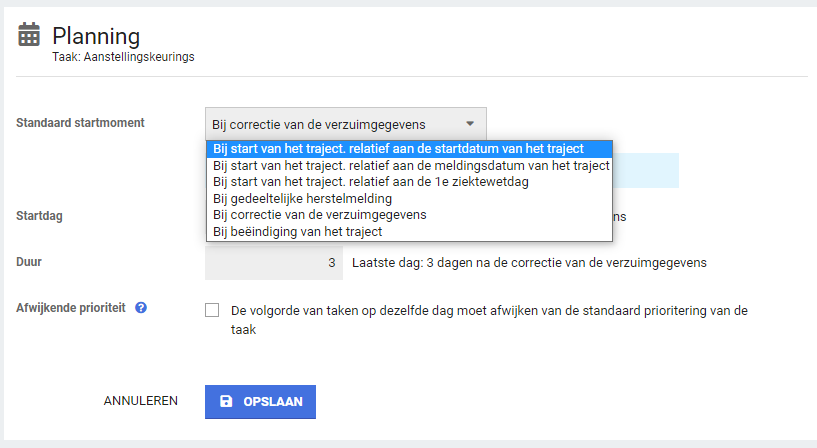 Planning
Taak: Aanstellingskeurings
Standaard startmoment
Bij correctie van de verzuimgegevens
Bij start van het traject. relatief aan de startdatum van het traject
Bij start van het traject. relatief aan de meldingsdatum van het traject
Bij start van het traject. relatief aan de 1e ziektewetdag
Bij gedeeltelijke herstelmelding
Bij correctie van de verzuimgegevens
Bij beëindiging van het traject
Startdag
ns
Duur
3 Laatste dag: 3 dagen na de correctie van de verzuimgegevens
Afwijkende prioriteit ?
De volgorde van taken op dezelfde dag moet afwijken van de standaard prioritering van de
taak
ANNULEREN
OPSLAAN